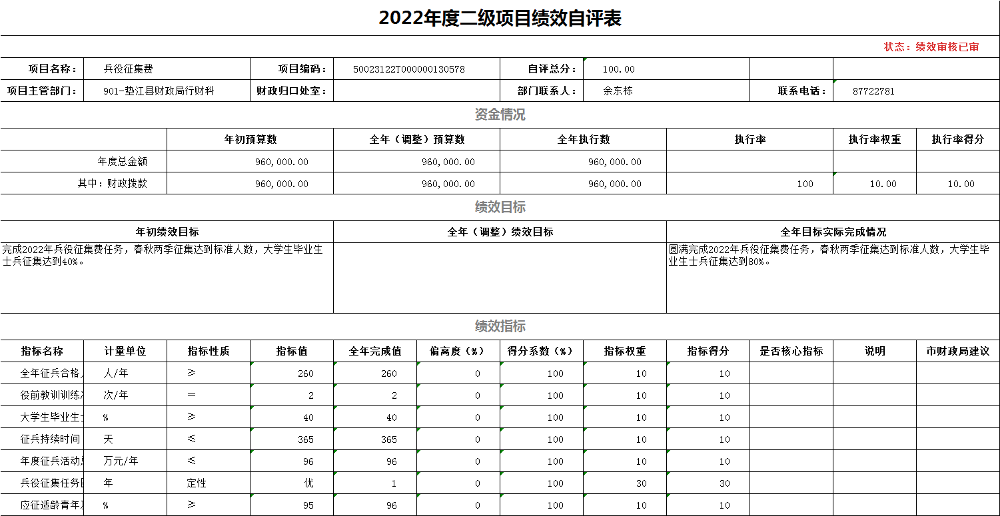 2022年度二级项目绩效自评表
状态：绩效审核已审
项目名称： 兵役征集费 项目编码： 50023122T000000130578 自评总分： 100.00
项目主管部门： 901-垫江县财政局行财科 财政归口处室： 部门联系人： 余东栋 联系电话： 87722781
资金情况
年初预算数 全年（调整）预算数 全年执行数 执行率 执行率权重 执行率得分
年度总金额 960,000.00 960,000.00 960,000.00
其中：财政拨款 960,000.00 960,000.00 960,000.00 100 10.00 10.00
绩效目标
年初绩效目标 全年（调整）绩效目标 全年目标实际完成情况
完成2022年兵役征集费任务，春秋两季征集达到标准人数，大学生毕业生
士兵征集达到40%。
圆满完成2022年兵役征集费任务，春秋两季征集达到标准人数，大学生毕
业生士兵征集达到80%。
绩效指标
指标名称 计量单位 指标性质 指标值 全年完成值 偏离度（%） 得分系数（%） 指标权重 指标得分 是否核心指标 说明 市财政局建议
全年征兵合格 人/年 ≥ 260 260 0 100 10 10
役前教训训练 次/年 ＝ 2 2 0 100 10 10
大学生毕业生 % ≥ 40 40 0 100 10 10
征兵持续时间 天 ≤ 365 365 0 100 10 10
年度征兵活动 万元/年 ≤ 96 96 0 100 10 10
兵役征集任务 年 定性 优 1 0 100 30 30
应征适龄青年 % ≥ 95 96 0 100 10 10